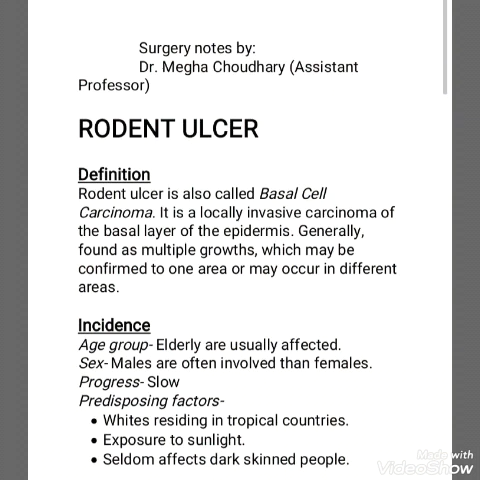 Surgery notes by:
Dr. Megha Choudhary (Assistant
Professor)
RODENT ULCER
Definition
Rodent ulcer is also called Basal Cell
Carcinoma. It is a locally invasive carcinoma of
the basal layer of the epidermis. Generally,
found as multiple growths, which may be
confirmed to one area or may occur in different
areas.
Incidence
Age group- Elderly are usually affected.
Sex- Males are often involved than females.
Progress- Slow
Predisposing factors-
• Whites residing in tropical countries.
• Exposure to sunlight.
• Seldom affects dark skinned people.
Made with
VideoShow